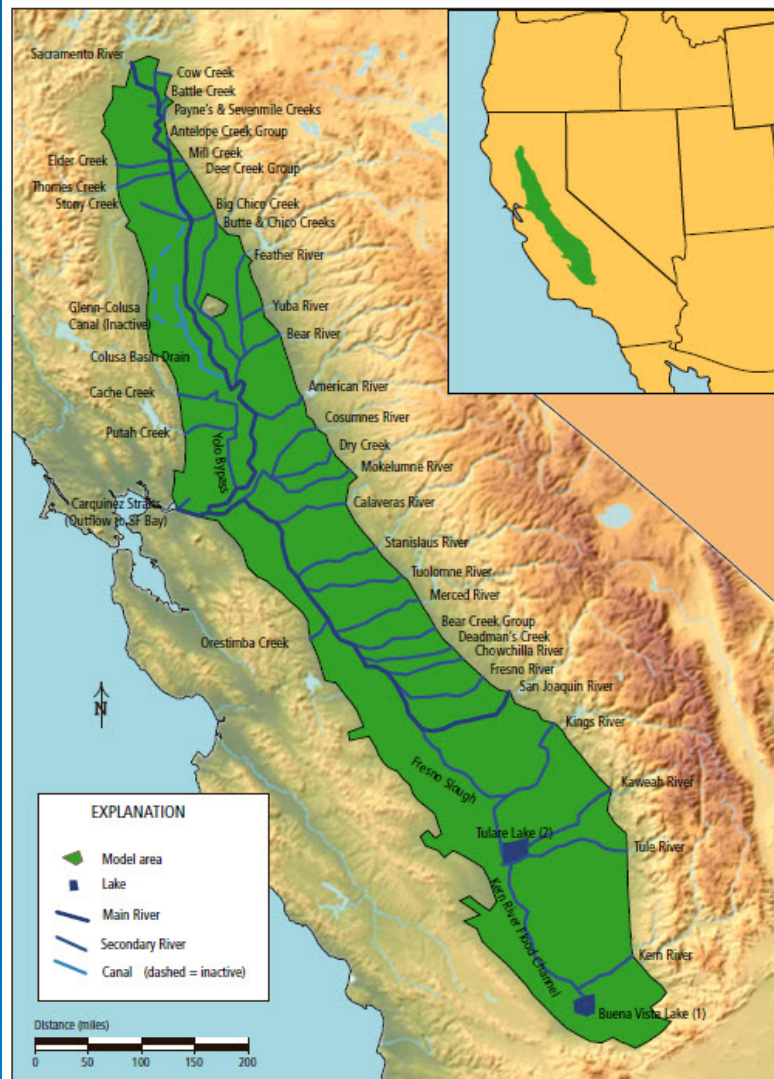 Sacramento River
Cow Creek
Battle Creek
Payne's & Sevenmile Creeks
Antelope Creek Group
Mill Creek
Elder Creek
Deer Creek Group
Thomes Creek
Stony Creek
Big Chico Creek
Butte & Chico Creeks
Feather River
Glenn-Colusa
Canal (Inactive)
Yuba River
Bear River
Colusa Basin Drain
American River
Cache Creek
Cosumnes River
Putah Creek
Yolo Bypass
Dry Creek
Mokelumne River
Carquinez Straits
(Outflow to SF Bay)
Calaveras River
Stanislaus River
Tuolomne River
Merced River
Orestimba Creek
Bear Creek Group
Deadman's Creek
Chowchilla River
Fresno River
San Joaquin River
N
Kings River
Fresno Slough
Kaweah River
Tulare Lake (2)
Tule River
Kern River Flood Channel
Kern River
Buena Vista Lake (1)
EXPLANATION
Model area
Lake
Main River
Secondary River
Canal (dashed = inactive)
Distance (miles)
0 50 100 150 200